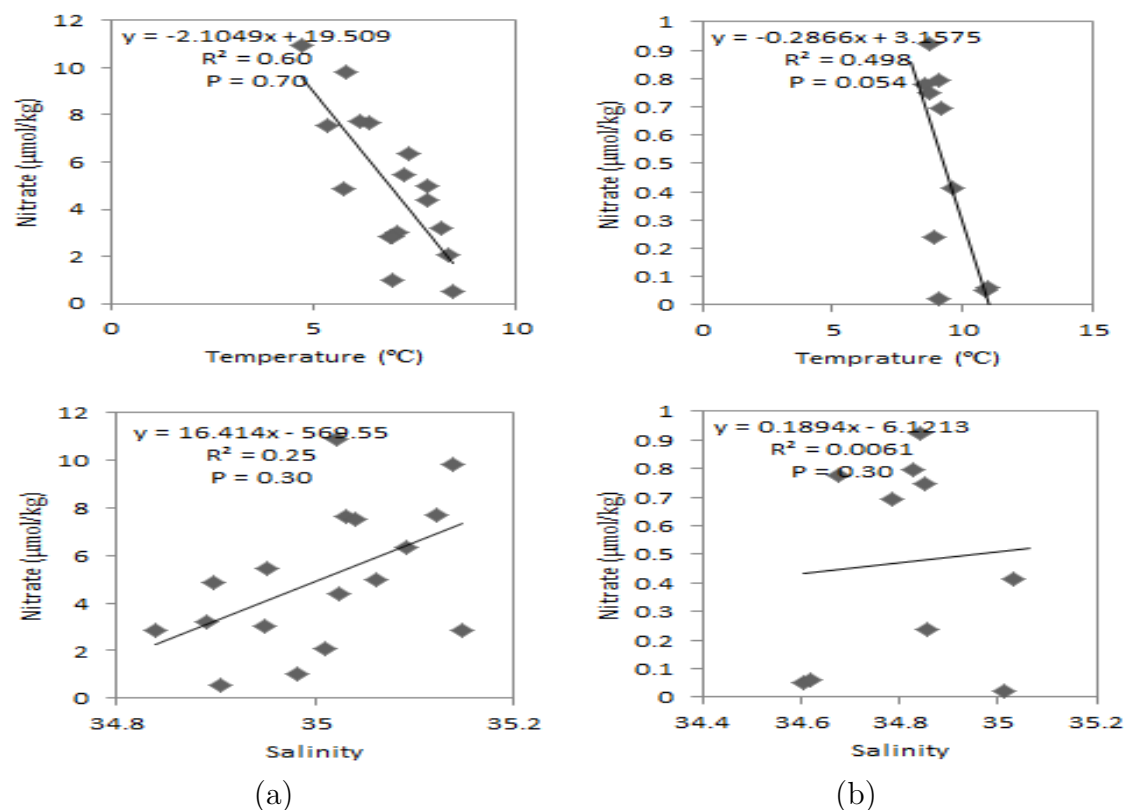 y = -2.1049x + 19.509
R² = 0.60
P = 0.70
Nitrate (µmol/kg)
12
10
8
6
4
2
0
0 5 10
Temperature (°C)
y = -0.2866x + 3.1575
R² = 0.498
P = 0.054
Nitrate (µmol/kg)
1
0.9
0.8
0.7
0.6
0.5
0.4
0.3
0.2
0.1
0
0 5 10 15
Temprature (°C)
y = 16.414x - 569.55
R² = 0.25
P = 0.30
Nitrate (µmol/kg)
12
10
8
6
4
2
0
34.8 35 35.2
Salinity
y = 0.1894x - 6.1213
R² = 0.0061
P = 0.30
Nitrate (µmol/kg)
1
0.9
0.8
0.7
0.6
0.5
0.4
0.3
0.2
0.1
0
34.4 34.6 34.8 35 35.2
Salinity
(a) (b)